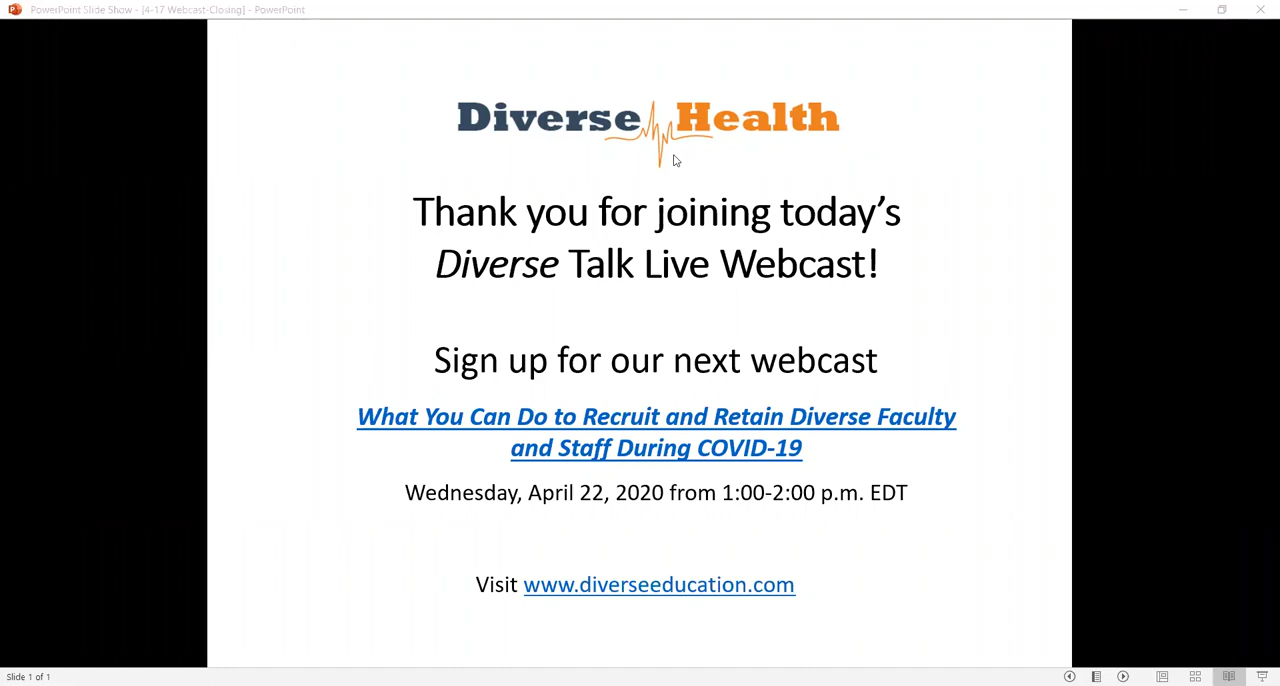 PowerPoint Slide Show - [4-17 Webcast-Closing] - PowerPoint
Diverse Health
Thank you for joining today's
Diverse Talk Live Webcast!
Sign up for our next webcast
What You Can Do to Recruit and Retain Diverse Faculty
and Staff During COVID-19
Wednesday, April 22, 2020 from 1:00-2:00 p.m. EDT
Visit www.diverseeducation.com
Slide 1 of 1